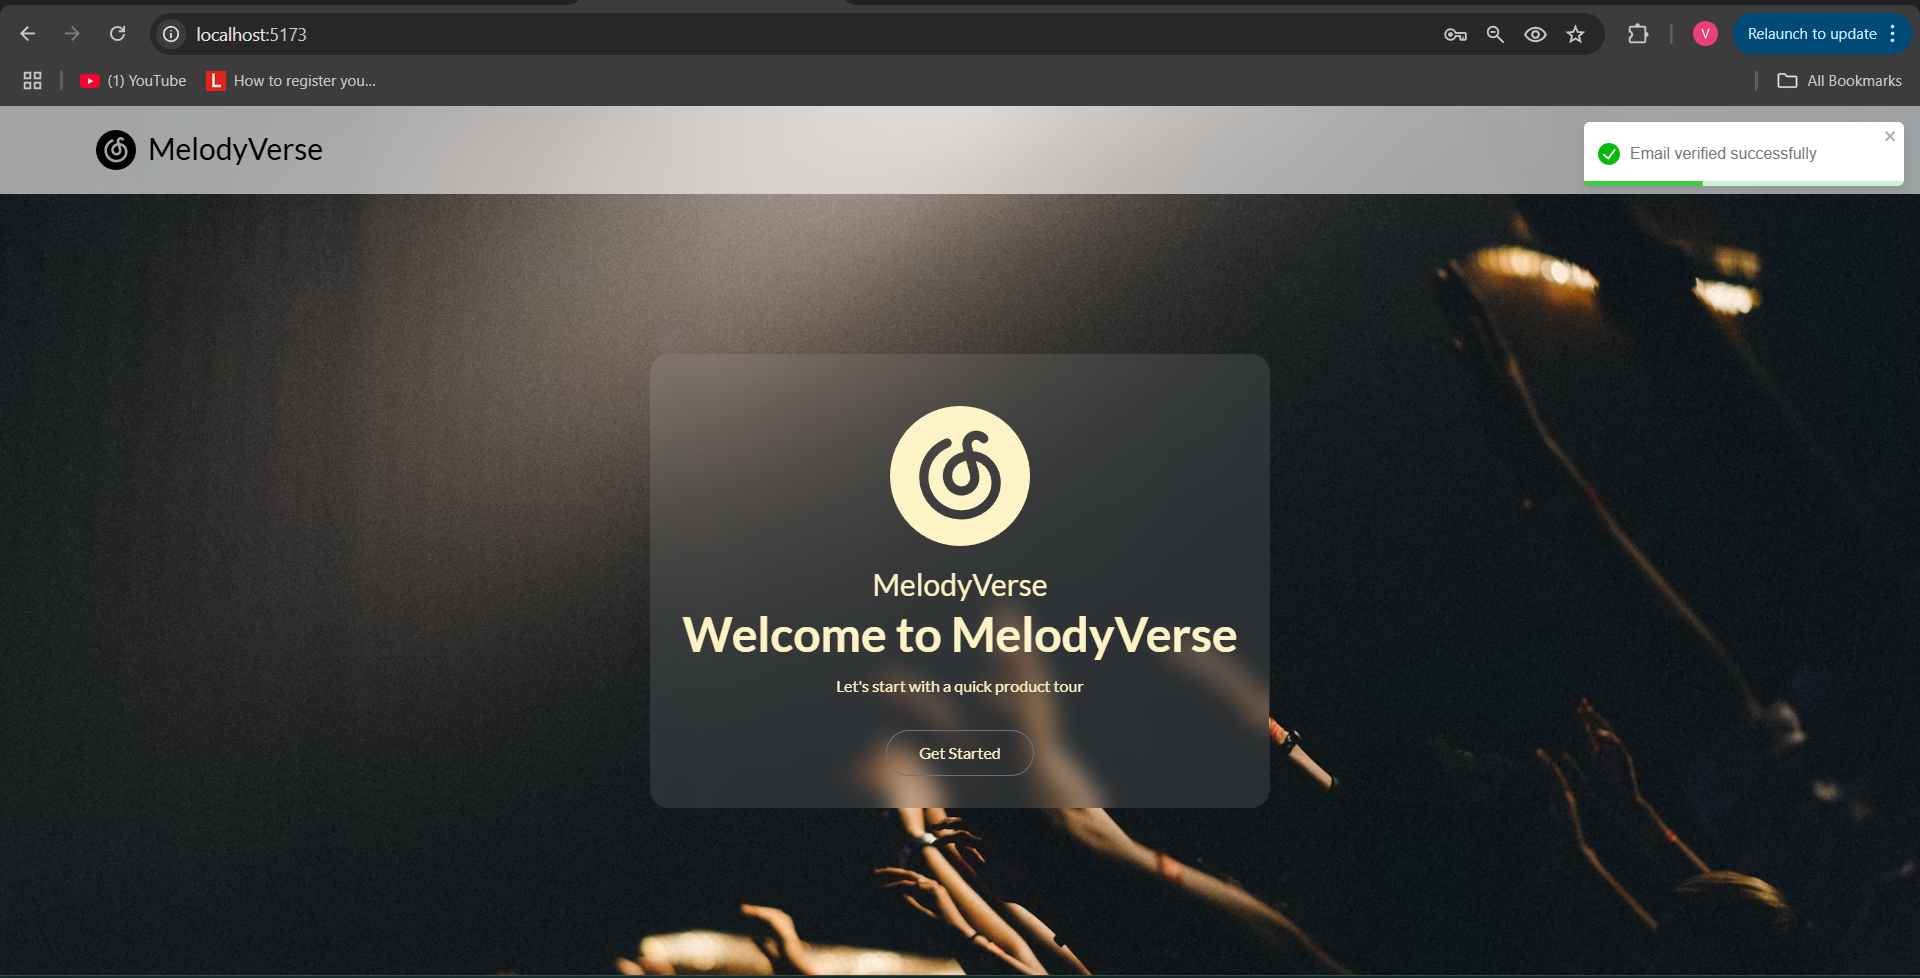 localhost:5173
V
Relaunch to update
(1) YouTube
L
How to register you...
All Bookmarks
MelodyVerse
Email verified successfully
MelodyVerse
Welcome to MelodyVerse
Let's start with a quick product tour
Get Started